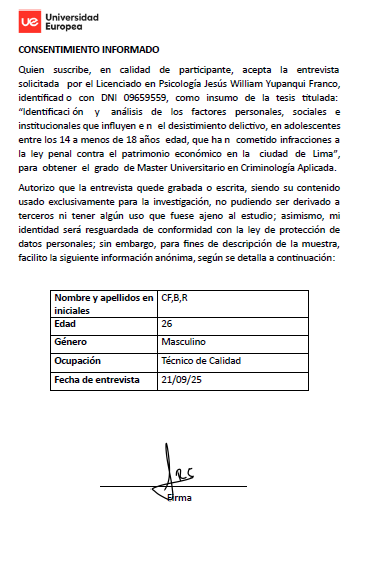 ue Universidad
Europea
CONSENTIMIENTO INFORMADO
Quien suscribe, en calidad de participante, acepta la entrevista
solicitada por el Licenciado en Psicología Jesús William Yupanqui Franco,
identificad o con DNI 09659559, como insumo de la tesis titulada:
"Identificaci ón y análisis de los factores personales, sociales e
institucionales que influyen e n el desistimiento delictivo, en adolescentes
entre los 14 a menos de 18 años edad, que ha n cometido infracciones a
la ley penal contra el patrimonio económico en la ciudad de Lima",
para obtener el grado de Master Universitario en Criminología Aplicada.
Autorizo que la entrevista quede grabada o escrita, siendo su contenido
usado exclusivamente para la investigación, no pudiendo ser derivado a
terceros ni tener algún uso que fuese ajeno al estudio; asimismo, mi
identidad será resguardada de conformidad con la ley de protección de
datos personales; sin embargo, para fines de descripción de la muestra,
facilito la siguiente información anónima, según se detalla a continuación:
Nombre y apellidos en CF,B,R
iniciales
Edad 26
Género Masculino
Ocupación Técnico de Calidad
Fecha de entrevista 21/09/25
Firma